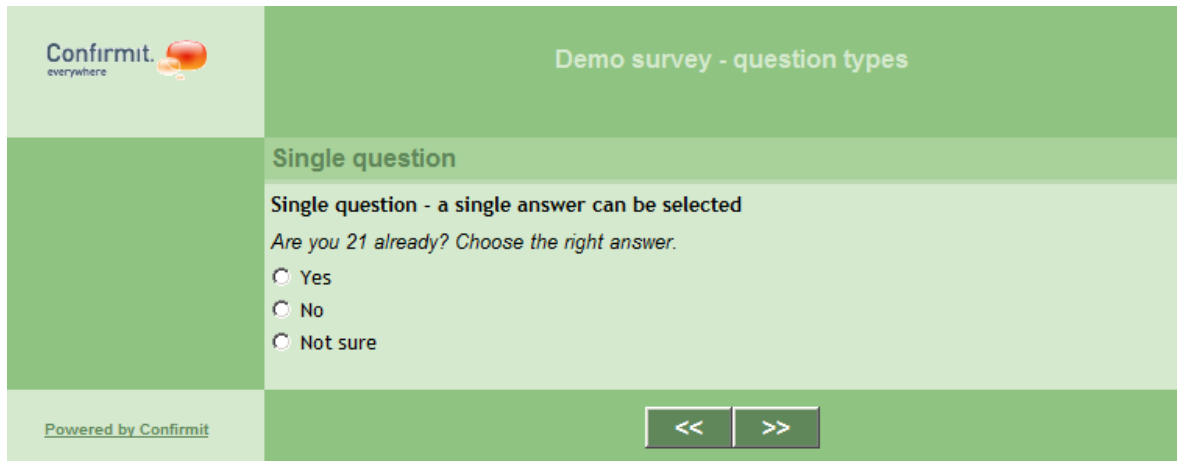 Confirmit.
everywhere
Demo survey - question types
Single question
Single question - a single answer can be selected
Are you 21 already? Choose the right answer.
Yes
No
Not sure
Powered by Confirmit
<< >>